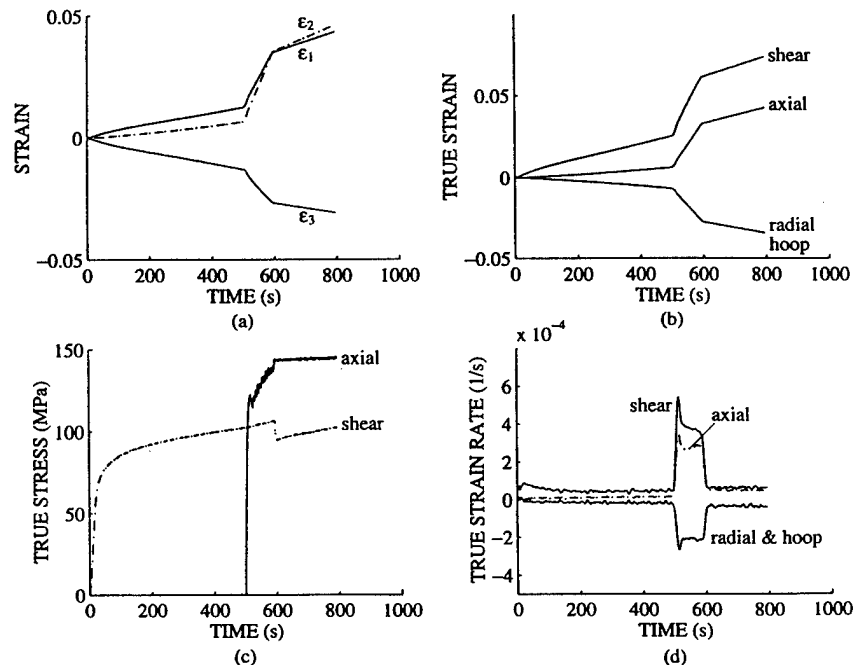 0.05
0
−0.05
STRAIN
ε2
ε1
ε3
0 200 400 600 800 1000
TIME (s)
(a)
0.05
0
−0.05
TRUE STRAIN
shear
axial
radial
hoop
0 200 400 600 800 1000
TIME (s)
(b)
150
100
50
0
TRUE STRESS (MPa)
axial
shear
0 200 400 600 800 1000
TIME (s)
(c)
x 10⁻⁴
6
4
2
0
−2
−4
TRUE STRAIN RATE (1/s)
shear
axial
radial & hoop
0 200 400 600 800 1000
TIME (s)
(d)